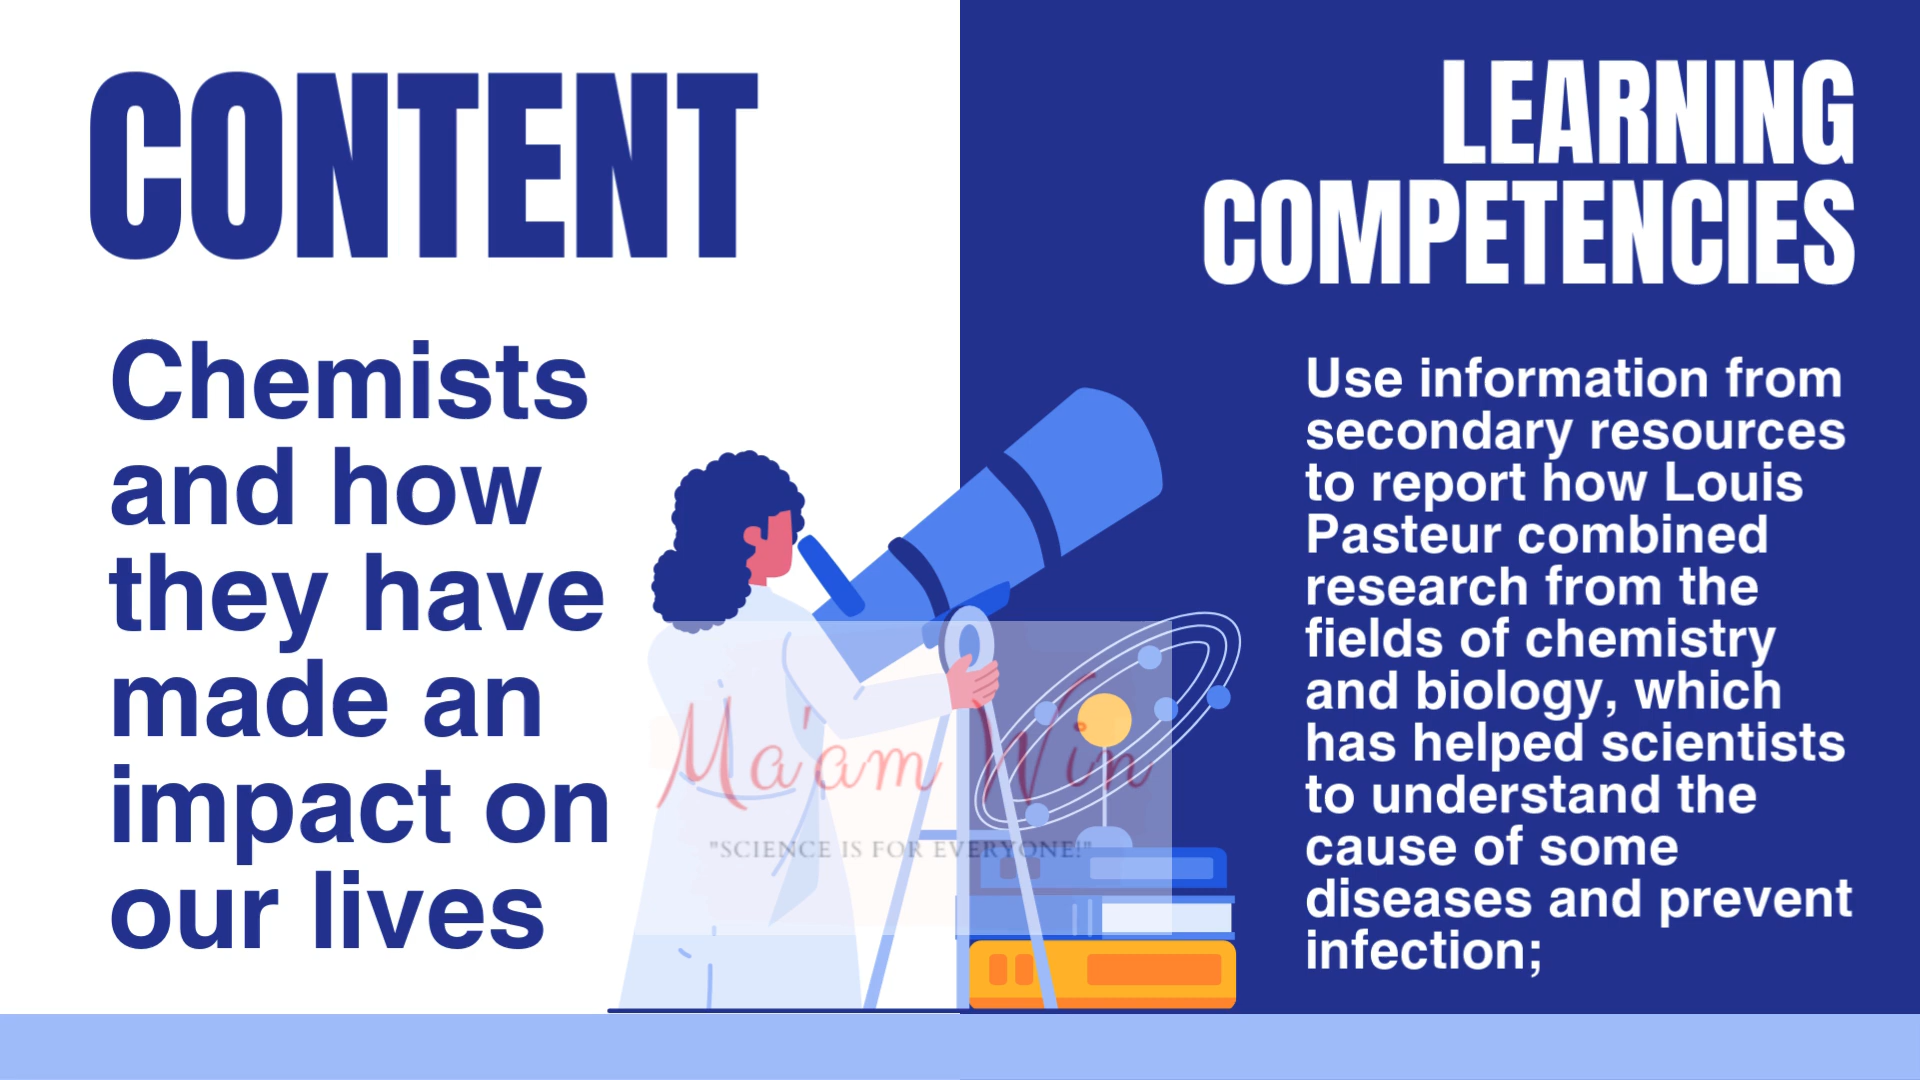 CONTENT
Chemists
and how
they have
made an
impact on
our lives
LEARNING
COMPETENCIES
Use information from
secondary resources
to report how Louis
Pasteur combined
research from the
fields of chemistry
and biology, which
has helped scientists
to understand the
cause of some
diseases and prevent
infection;
Ma'am Win
"SCIENCE IS FOR EVERYONE!"